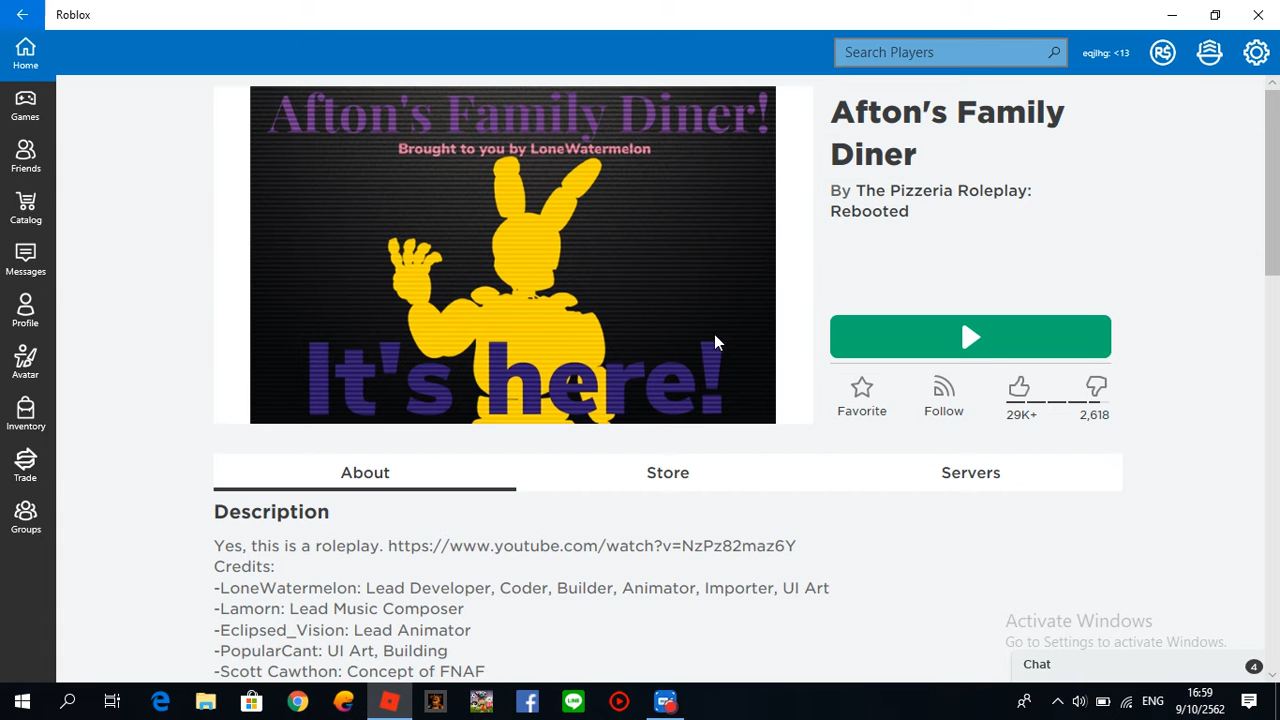 Roblox
Search Players
eqjlhg: <13
Home
Games
Friends
Catalog
Messages
Profile
Avatar
Inventory
Trade
Groups
Afton's Family Diner!
Brought to you by LoneWatermelon
It's here!
Afton's Family
Diner
By The Pizzeria Roleplay:
Rebooted
Favorite
Follow
29K+
2,618
About
Store
Servers
Description
Yes, this is a roleplay. https://www.youtube.com/watch?v=NzPz82maz6Y
Credits:
-LoneWatermelon: Lead Developer, Coder, Builder, Animator, Importer, UI Art
-Lamorn: Lead Music Composer
-Eclipsed_Vision: Lead Animator
-PopularCant: UI Art, Building
-Scott Cawthon: Concept of FNAF
Activate Windows
Go to Settings to activate Windows.
Chat
4
ENG
16:59
9/10/2562